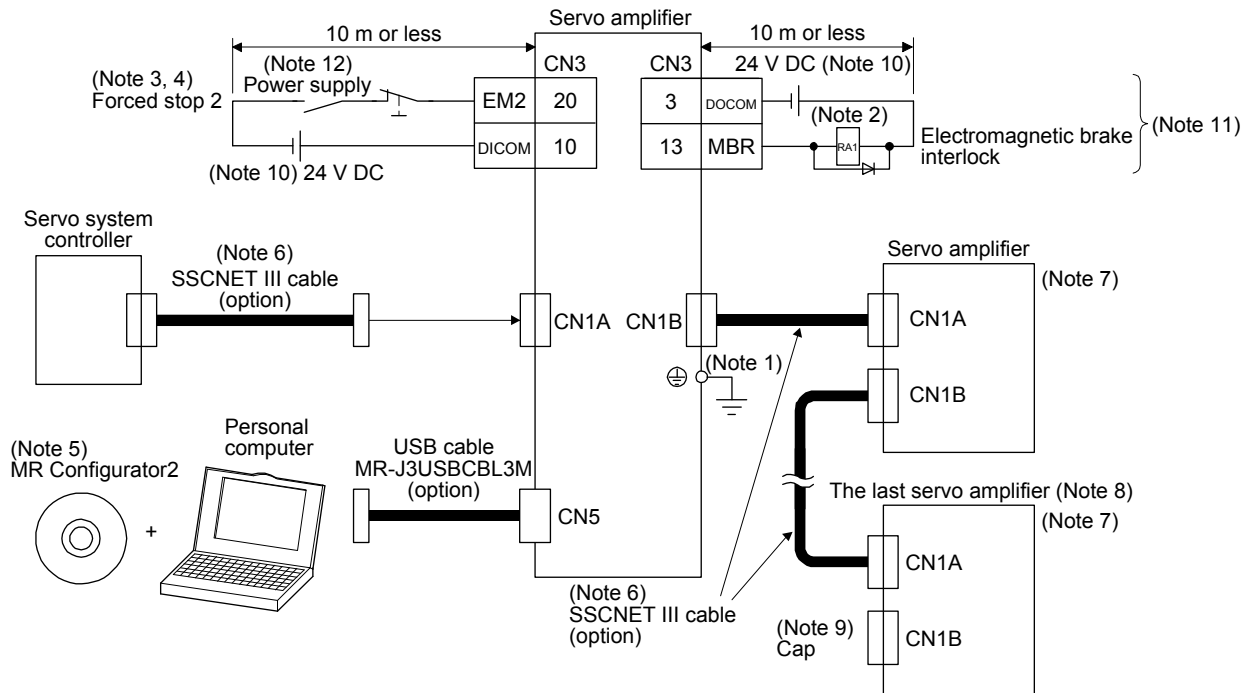 Servo amplifier
10 m or less
10 m or less
(Note 12)
Power supply
CN3
CN3
24 V DC (Note 10)
(Note 3, 4)
Forced stop 2
EM2
20
3
DOCOM
(Note 2)
DICOM
10
13
MBR
RA1
Electromagnetic brake
interlock
(Note 11)
(Note 10) 24 V DC
Servo system
controller
(Note 6)
SSCNET III cable
(option)
CN1A
CN1B
(Note 1)
Servo amplifier
(Note 7)
CN1A
CN1B
(Note 5)
MR Configurator2
+
Personal
computer
USB cable
MR-J3USBCBL3M
(option)
CN5
The last servo amplifier (Note 8)
(Note 7)
CN1A
(Note 6)
SSCNET III cable
(option)
(Note 9)
Cap
CN1B